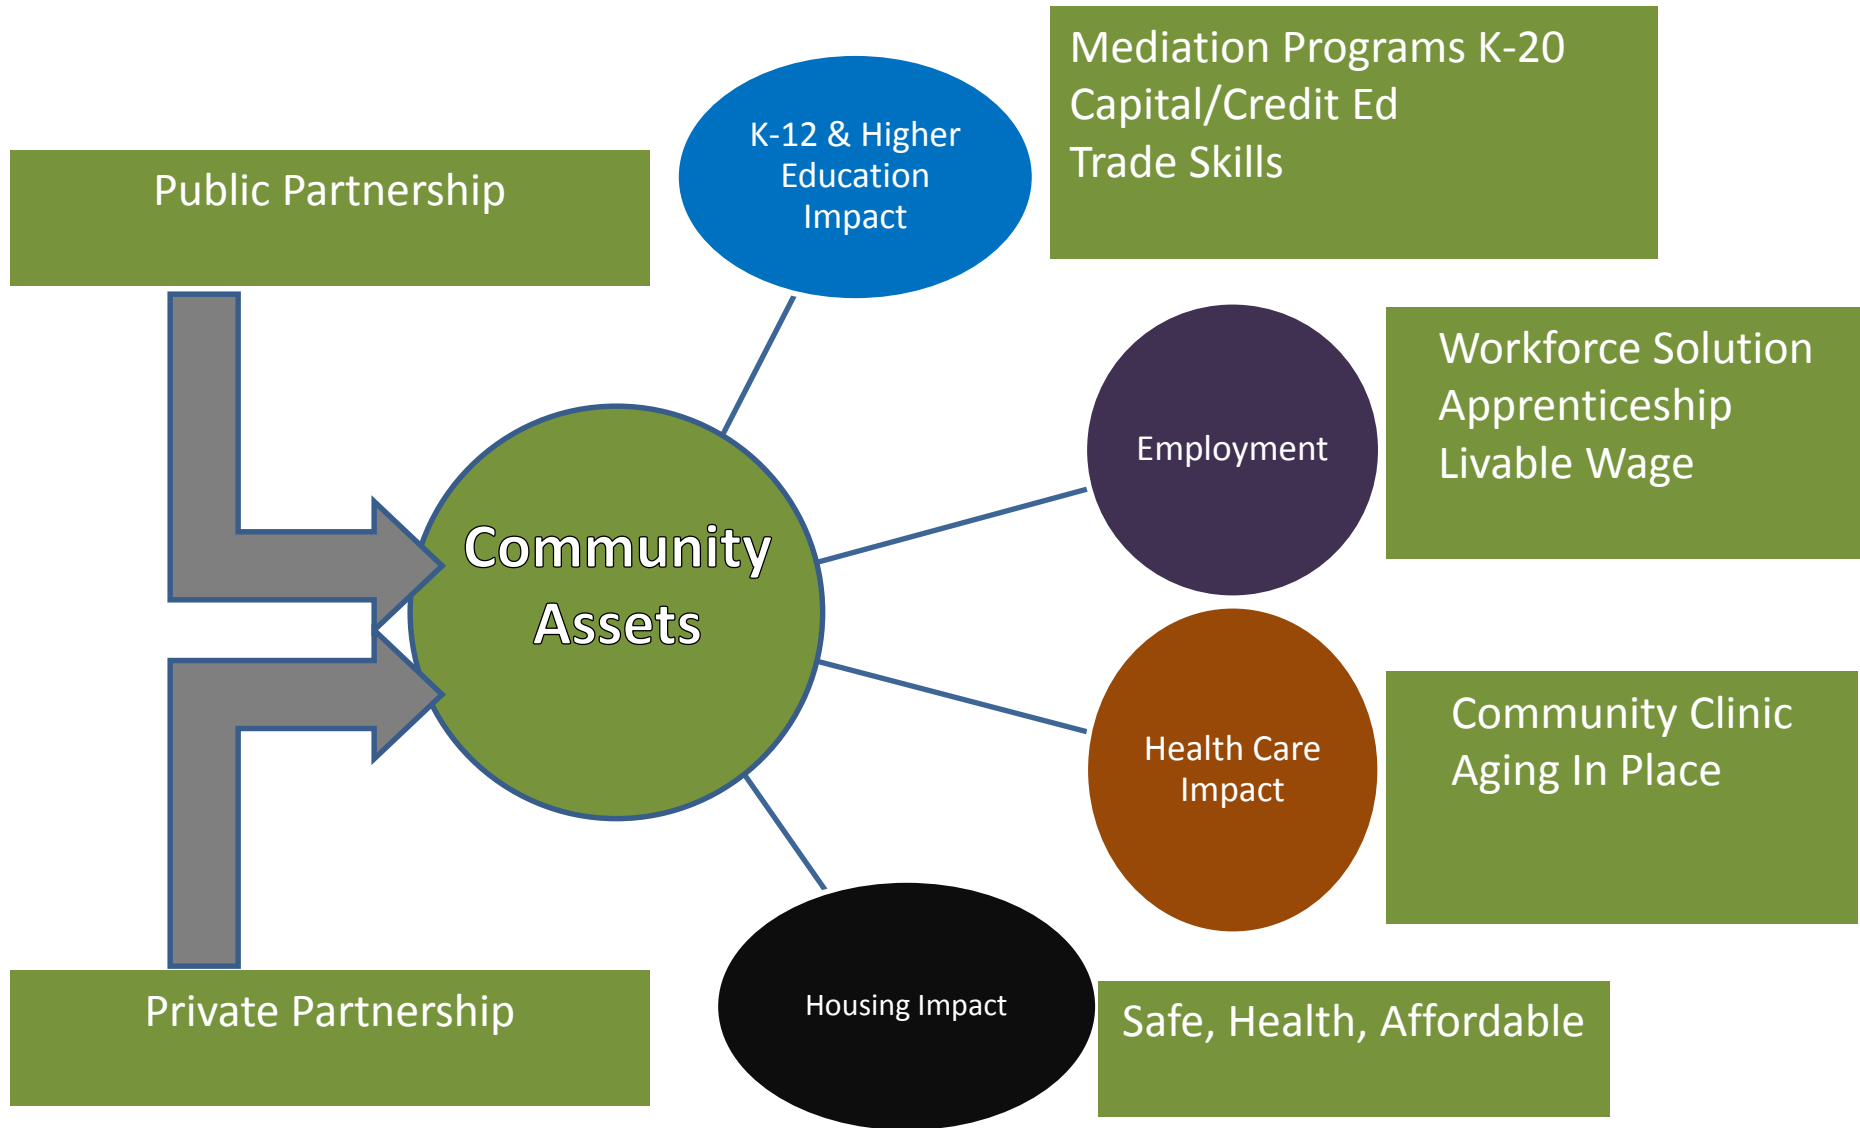 Mediation Programs K-20
Capital/Credit Ed
Trade Skills
K-12 & Higher
Education
Impact
Public Partnership
Workforce Solution
Apprenticeship
Livable Wage
Employment
Community
Assets
Community Clinic
Aging In Place
Health Care
Impact
Private Partnership
Housing Impact
Safe, Health, Affordable